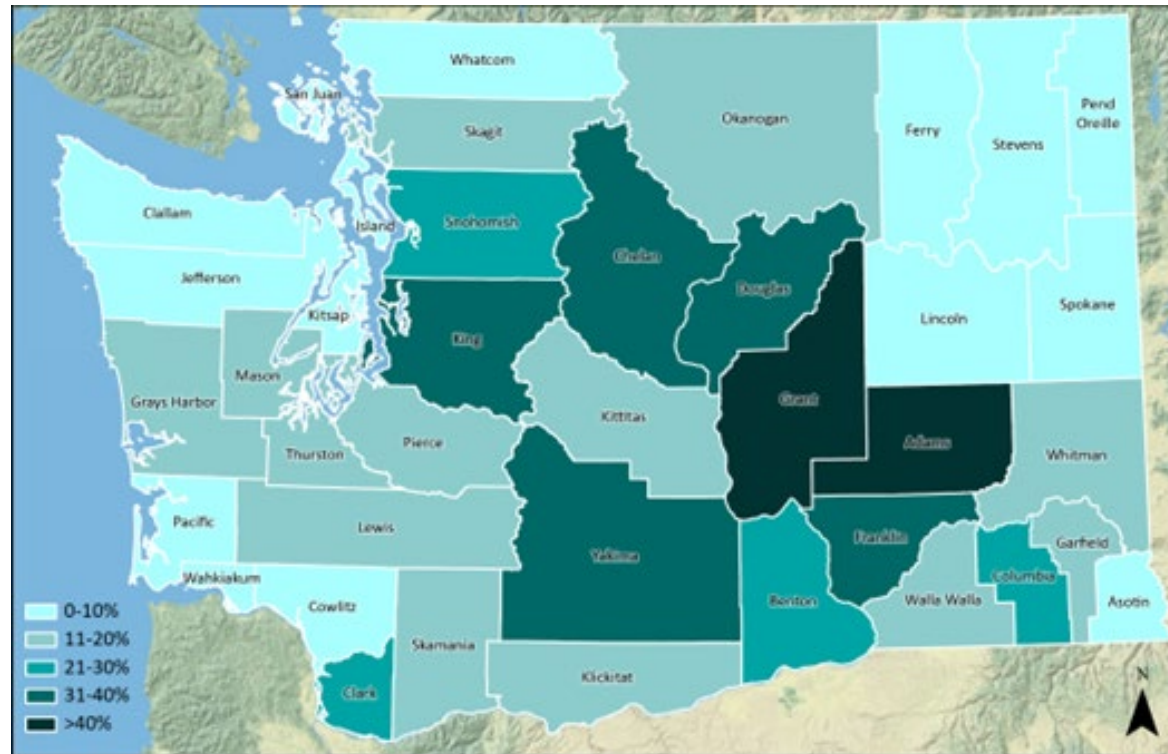 Whatcom
San Juan
Skagit
Okanogan
Ferry
Stevens
Pend
Oreille
Clallam
Island
Snohomish
Chelan
Douglas
Jefferson
Kitsap
King
Lincoln
Spokane
Mason
Grays Harbor
Kittitas
Grant
Adams
Thurston
Pierce
Whitman
Pacific
Lewis
Yakima
Franklin
Garfield
Wahkiakum
Cowlitz
Benton
Walla Walla
Columbia
Asotin
Skamania
Klickitat
Clark
0-10%
11-20%
21-30%
31-40%
>40%
N